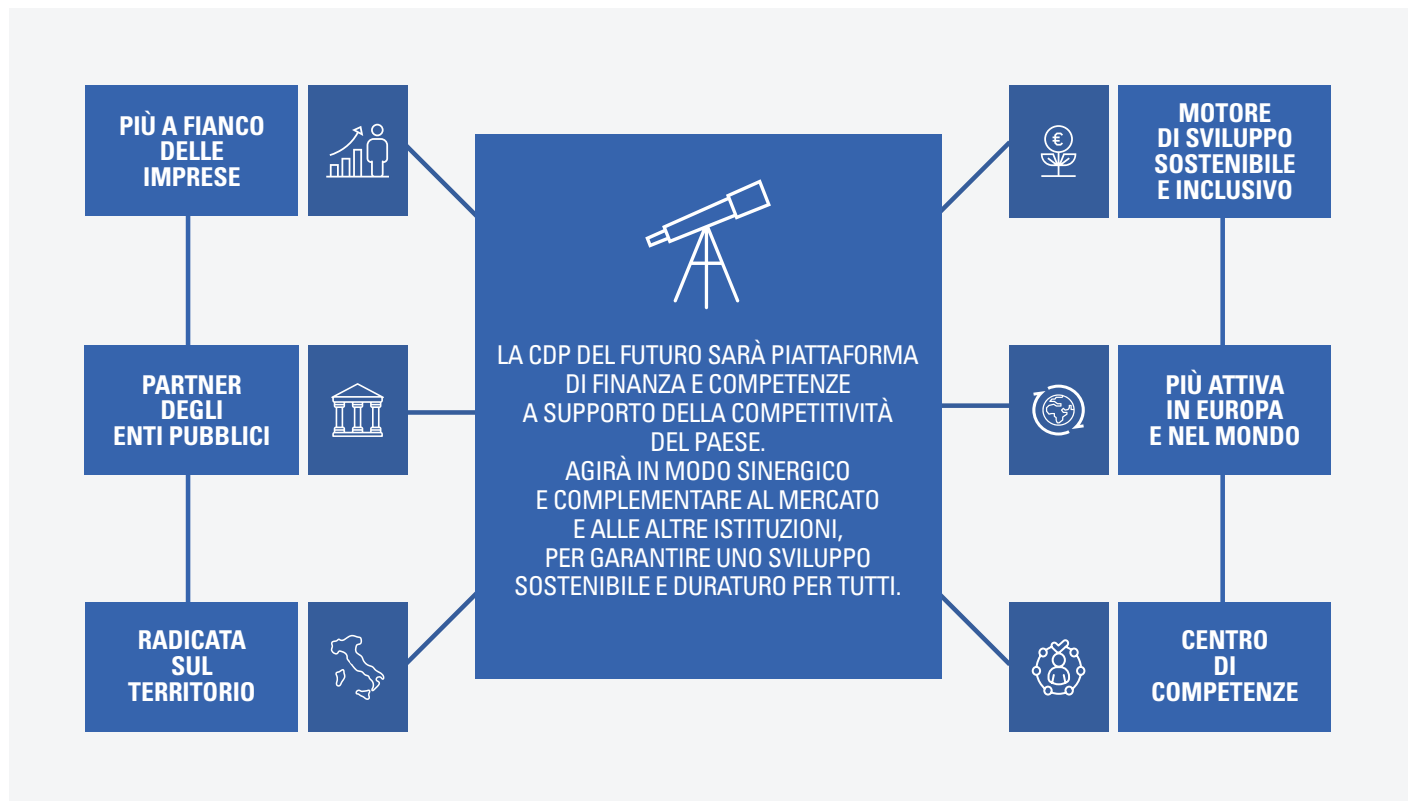 PIÙ A FIANCO
DELLE
IMPRESE
PARTNER
DEGLI
ENTI PUBBLICI
RADICATA
SUL
TERRITORIO
LA CDP DEL FUTURO SARÀ PIATTAFORMA
DI FINANZA E COMPETENZE
A SUPPORTO DELLA COMPETITIVITÀ
DEL PAESE.
AGIRÀ IN MODO SINERGICO
E COMPLEMENTARE AL MERCATO
E ALLE ALTRE ISTITUZIONI,
PER GARANTIRE UNO SVILUPPO
SOSTENIBILE E DURATURO PER TUTTI.
€
MOTORE
DI SVILUPPO
SOSTENIBILE
E INCLUSIVO
PIÙ ATTIVA
IN EUROPA
E NEL MONDO
CENTRO
DI
COMPETENZE